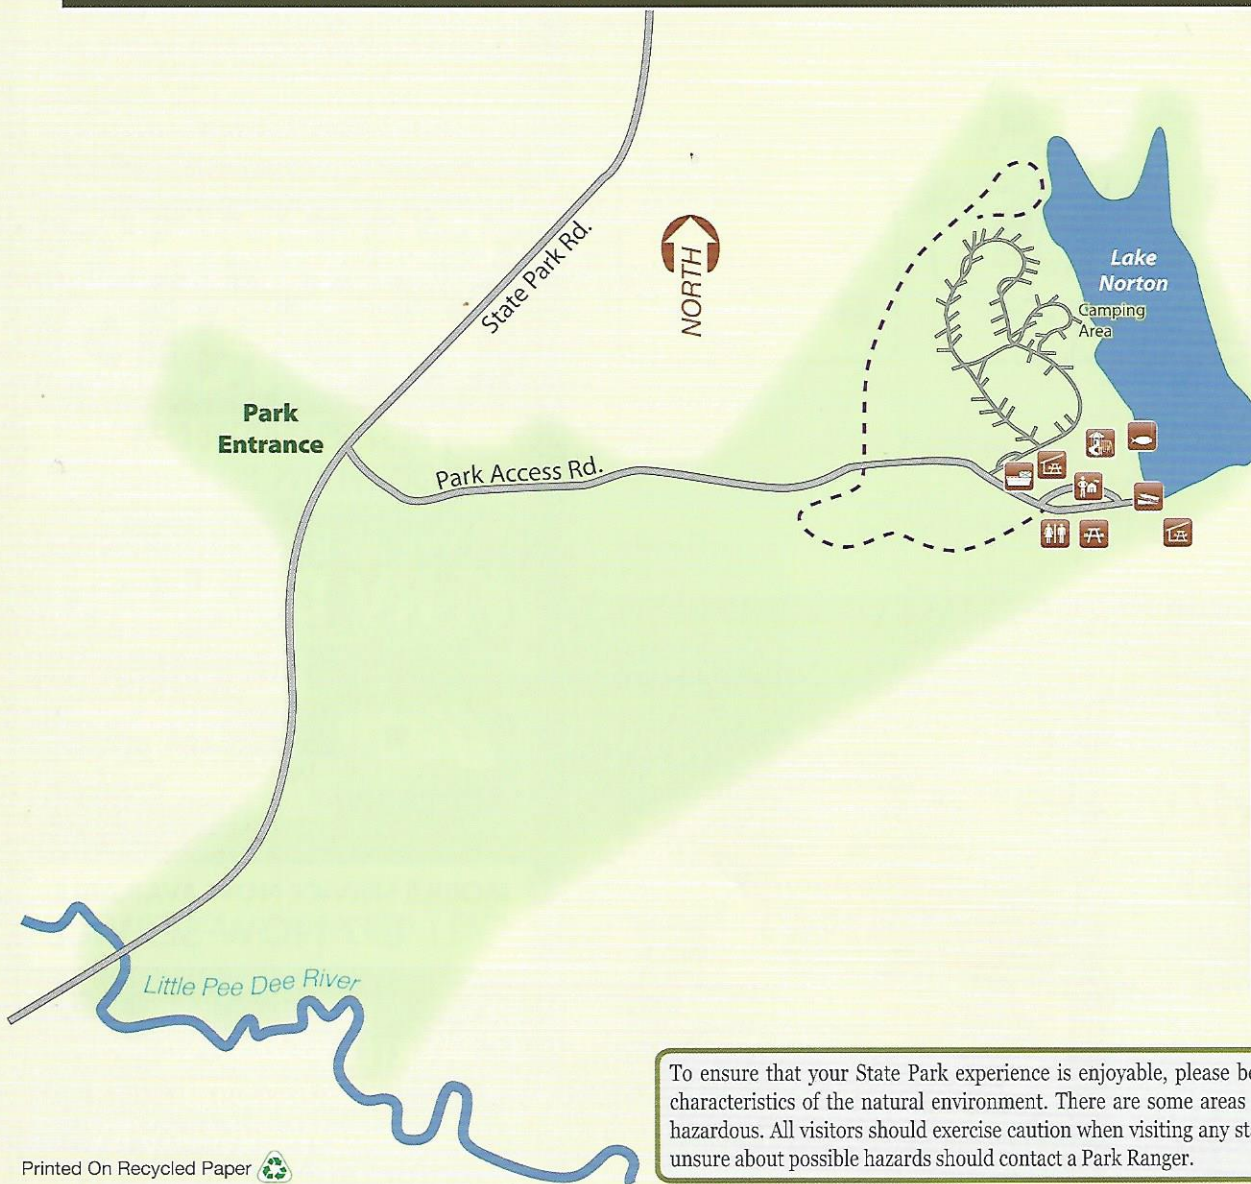 State Park Rd.
NORTH
Lake
Norton
Camping
Area
Park
Entrance
Park Access Rd.
Little Pee Dee River
To ensure that your State Park experience is enjoyable, please be
characteristics of the natural environment. There are some areas
hazardous. All visitors should exercise caution when visiting any st
unsure about possible hazards should contact a Park Ranger.
Printed On Recycled Paper